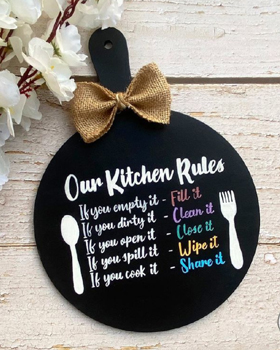 Our Kitchen Rules
If you empty it - Fill it
If you dirty it - Clean it
If you open it - Close it
If you spill it - Wipe it
If you cook it - Share it